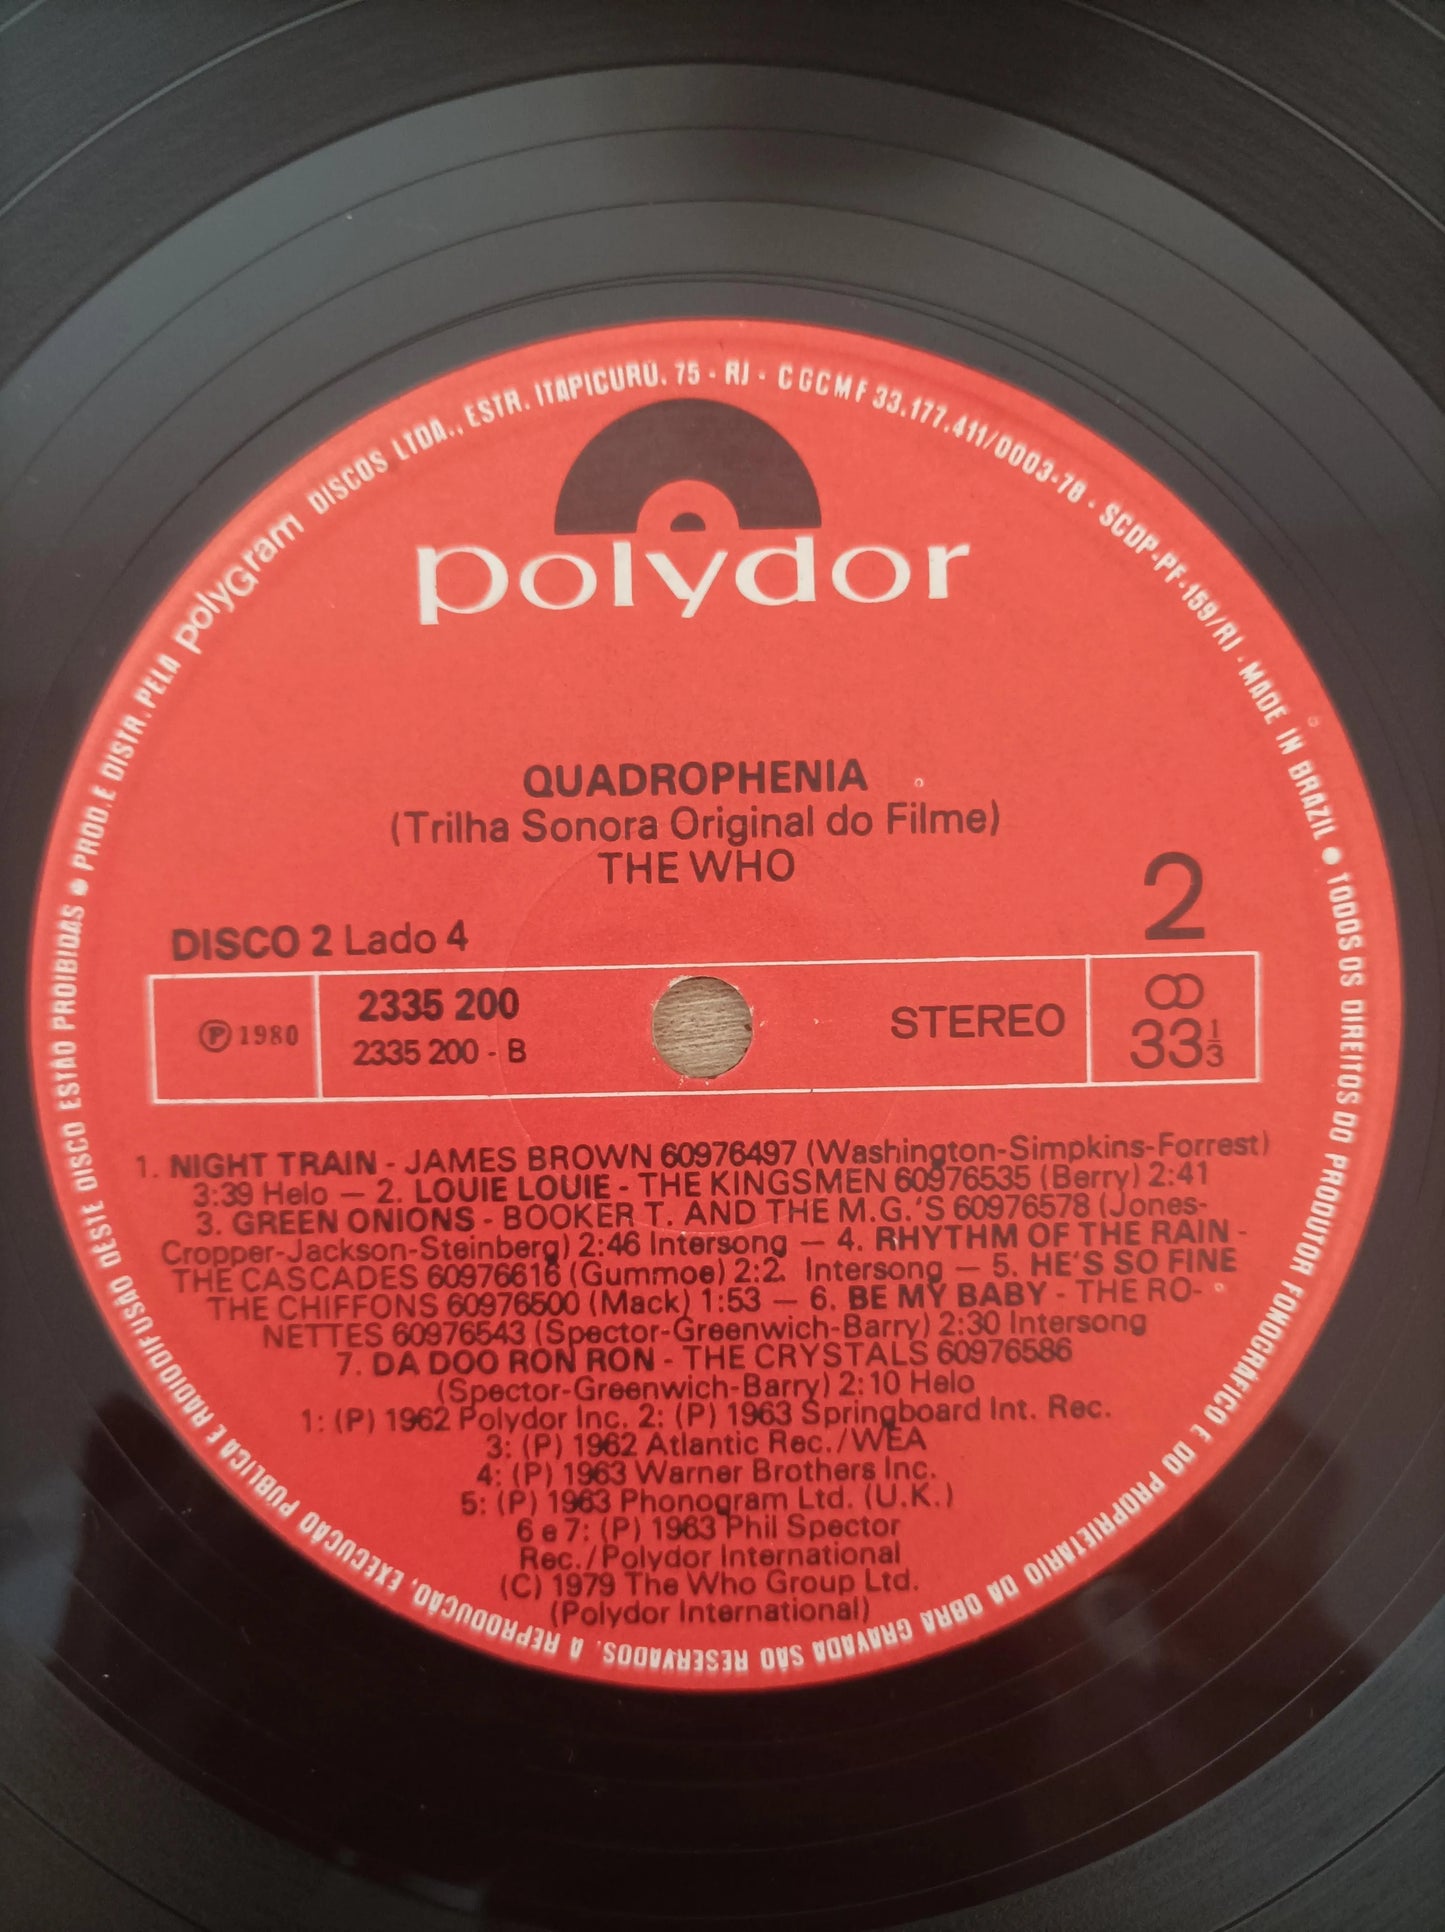 polydor
QUADROPHENIA
(Trilha Sonora Original do Filme)
THE WHO
2
DISCO 2 Lado 4
℗ 1980
2335 200
2335 200 - B
STEREO
33 1/3
1. NIGHT TRAIN - JAMES BROWN 60976497 (Washington-Simpkins-Forrest)
3:39 Helo — 2. LOUIE LOUIE - THE KINGSMEN 60976535 (Berry) 2:41
3. GREEN ONIONS - BOOKER T. AND THE M.G.'S 60976578 (Jones-
Cropper-Jackson-Steinberg) 2:46 Intersong — 4. RHYTHM OF THE RAIN -
THE CASCADES 60976616 (Gummoe) 2:2. Intersong — 5. HE'S SO FINE
THE CHIFFONS 60976500 (Mack) 1:53 — 6. BE MY BABY - THE RO-
NETTES 60976543 (Spector-Greenwich-Barry) 2:30 Intersong
7. DA DOO RON RON - THE CRYSTALS 60976586
(Spector-Greenwich-Barry) 2:10 Helo
1: (P) 1962 Polydor Inc. 2: (P) 1963 Springboard Int. Rec.
3: (P) 1962 Atlantic Rec./WEA
4: (P) 1963 Warner Brothers Inc.
5: (P) 1963 Phonogram Ltd. (U.K.)
6 e 7: (P) 1963 Phil Spector
Rec./Polydor International
(C) 1979 The Who Group Ltd.
(Polydor International)
● PROD. E DISTR. PELA polyGram DISCOS LTDA., ESTR. ITAPICURÚ, 75 - RJ - CGCMF 33.177.411/0003-78 - SCDP-PF-159/RJ - MADE IN BRAZIL ● TODOS OS DIREITOS DO PRODUTOR FONOGRÁFICO E DO PROPRIETÁRIO DA OBRA GRAVADA SÃO RESERVADOS. A REPRODUÇÃO, EXECUÇÃO PÚBLICA E RADIODIFUSÃO DESTE DISCO ESTÃO PROIBIDAS